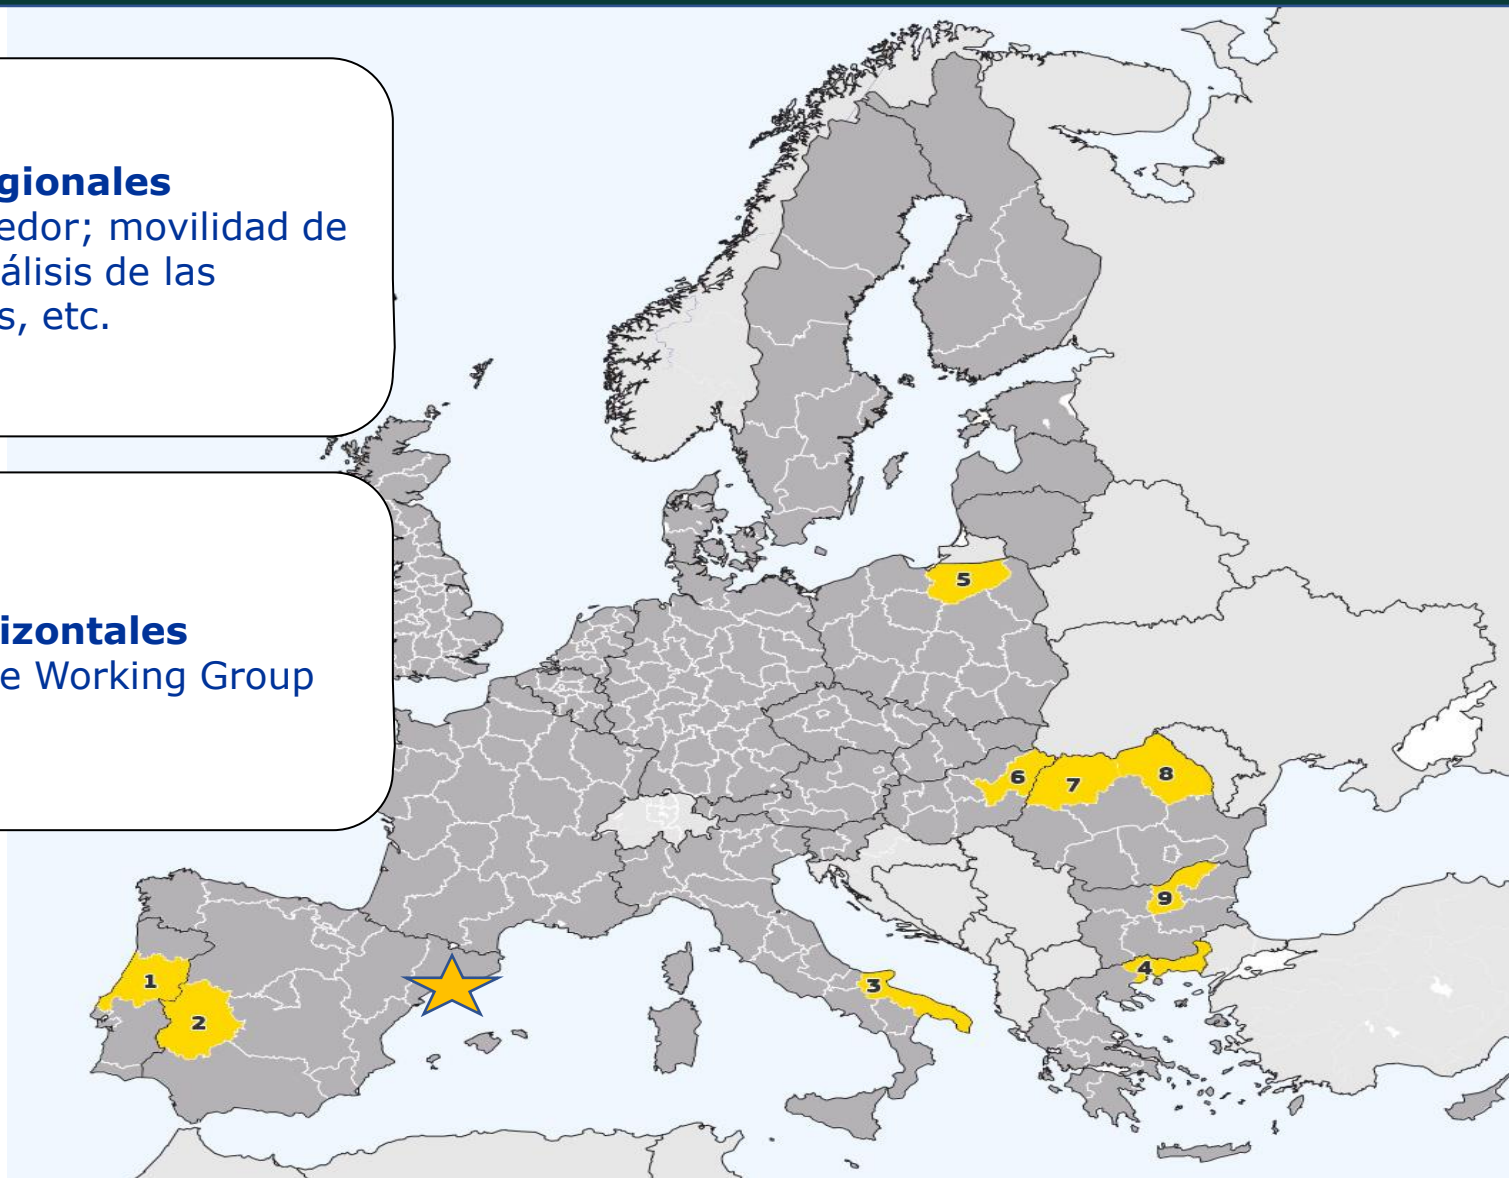 gionales
edor; movilidad de
álisis de las
s, etc.
izontales
e Working Group
5
6
7
8
9
1
2
3
4